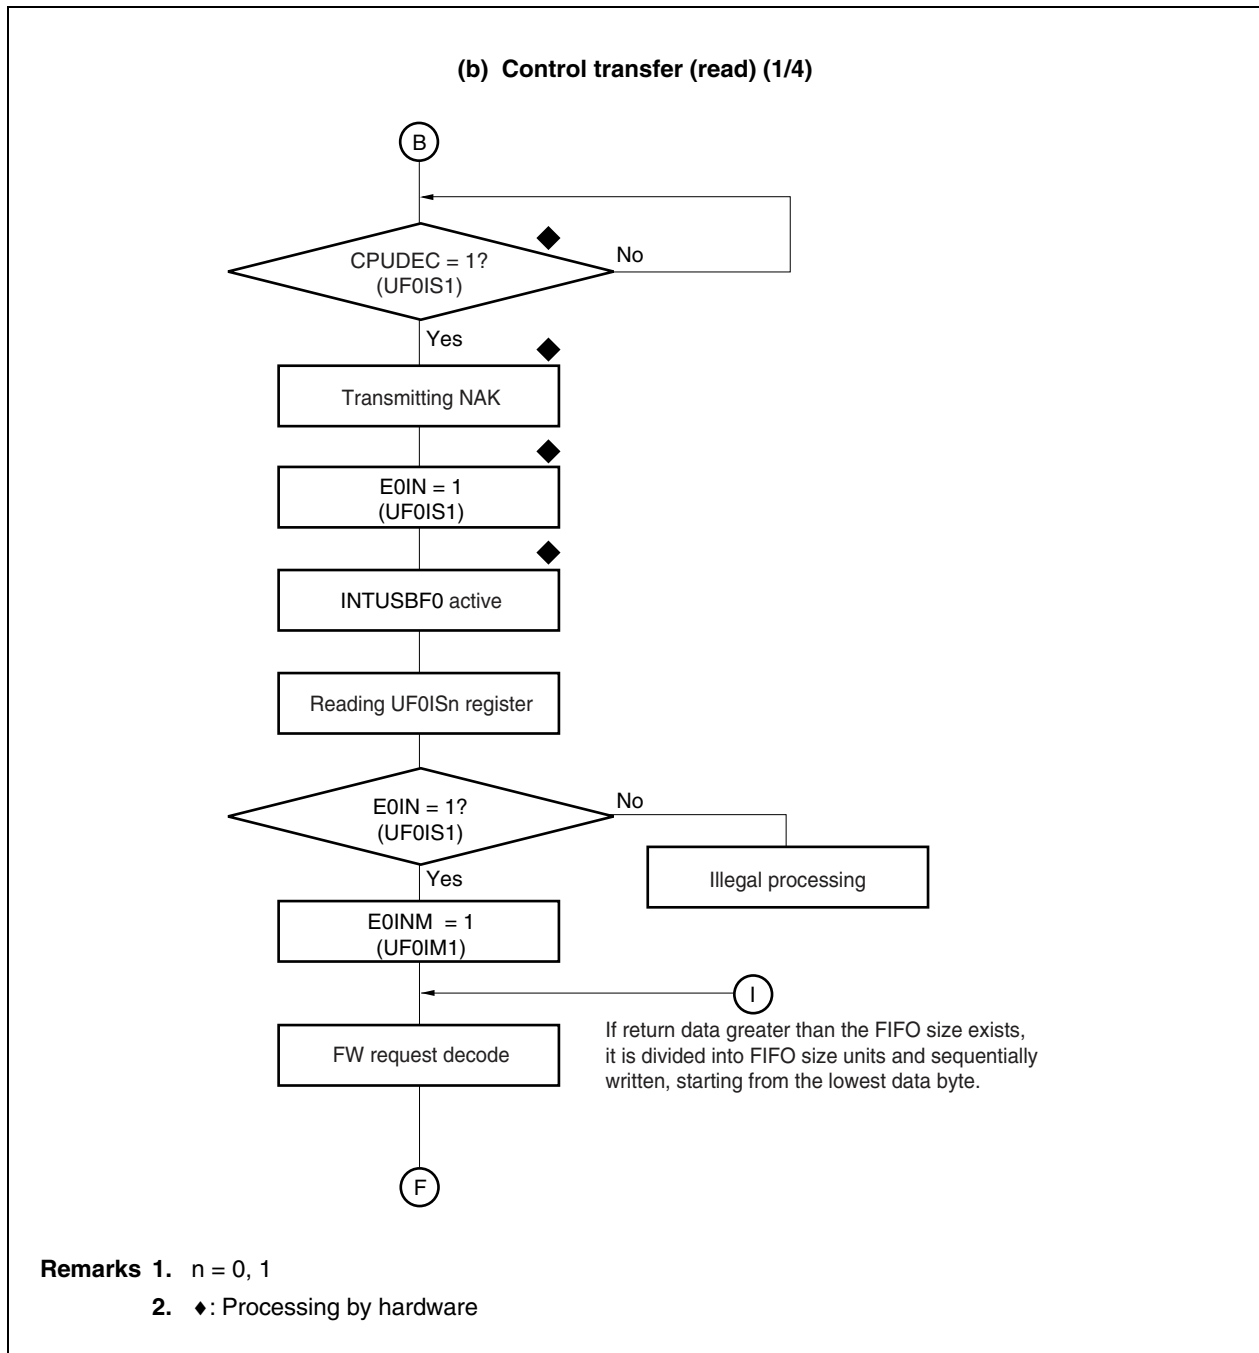 (b) Control transfer (read) (1/4)
B
CPUDEC = 1?
(UF0IS1)
No
Yes
Transmitting NAK
E0IN = 1
(UF0IS1)
INTUSBF0 active
Reading UF0ISn register
E0IN = 1?
(UF0IS1)
No
Illegal processing
Yes
E0INM = 1
(UF0IM1)
I
If return data greater than the FIFO size exists,
it is divided into FIFO size units and sequentially
written, starting from the lowest data byte.
FW request decode
F
Remarks 1. n = 0, 1
2. ♦: Processing by hardware